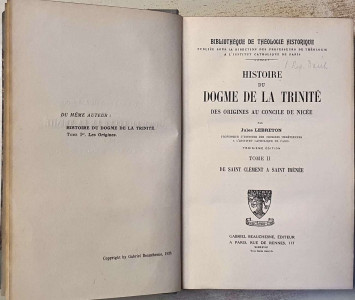 DU MÊME AUTEUR :
HISTOIRE DU DOGME DE LA TRINITÉ.
Tome Iᵉʳ. Les Origines.
Copyright by Gabriel Beauchesne, 1928
BIBLIOTHÈQUE DE THÉOLOGIE HISTORIQUE
PUBLIÉE SOUS LA DIRECTION DES PROFESSEURS DE THÉOLOGIE
A L'INSTITUT CATHOLIQUE DE PARIS
HISTOIRE
DU
DOGME DE LA TRINITÉ
DES ORIGINES AU CONCILE DE NICÉE
PAR
Jules LEBRETON
PROFESSEUR D'HISTOIRE DES ORIGINES CHRÉTIENNES
A L'INSTITUT CATHOLIQUE DE PARIS
TROISIÈME ÉDITION
TOME II
DE SAINT CLÉMENT A SAINT IRÉNÉE
GABRIEL BEAUCHESNE, ÉDITEUR
A PARIS, RUE DE RENNES, 117